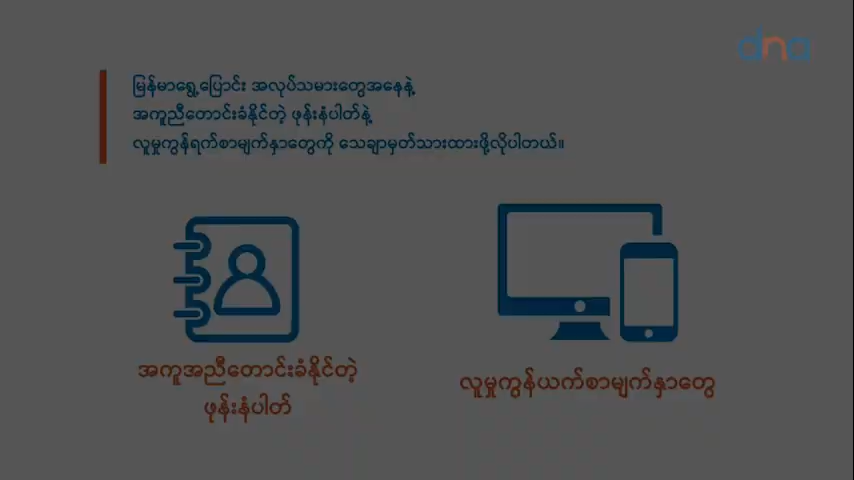 dna
မြန်မာရွှေ့ပြောင်း အလုပ်သမားတွေအနေနဲ့
အကူညီတောင်းခံနိုင်တဲ့ ဖုန်းနံပါတ်နဲ့
လူမှုကွန်ရက်စာမျက်နှာတွေကို သေချာမှတ်သားထားဖို့လိုပါတယ်။
အကူအညီတောင်းခံနိုင်တဲ့
ဖုန်းနံပါတ်
လူမှုကွန်ယက်စာမျက်နှာတွေ